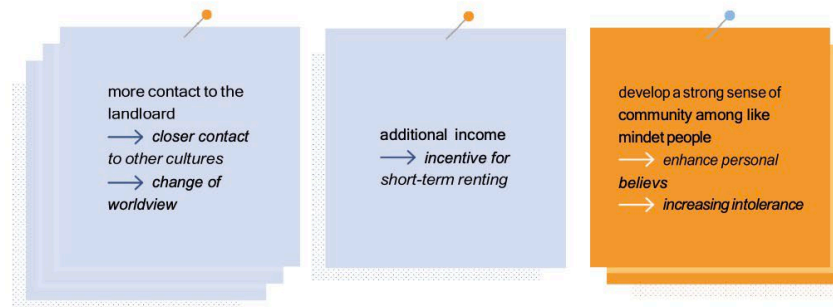 more contact to the
landloard
→ closer contact
to other cultures
→ change of
worldview
additional income
→ incentive for
short-term renting
develop a strong sense of
community among like
mindet people
→ enhance personal
believs
→ increasing intolerance